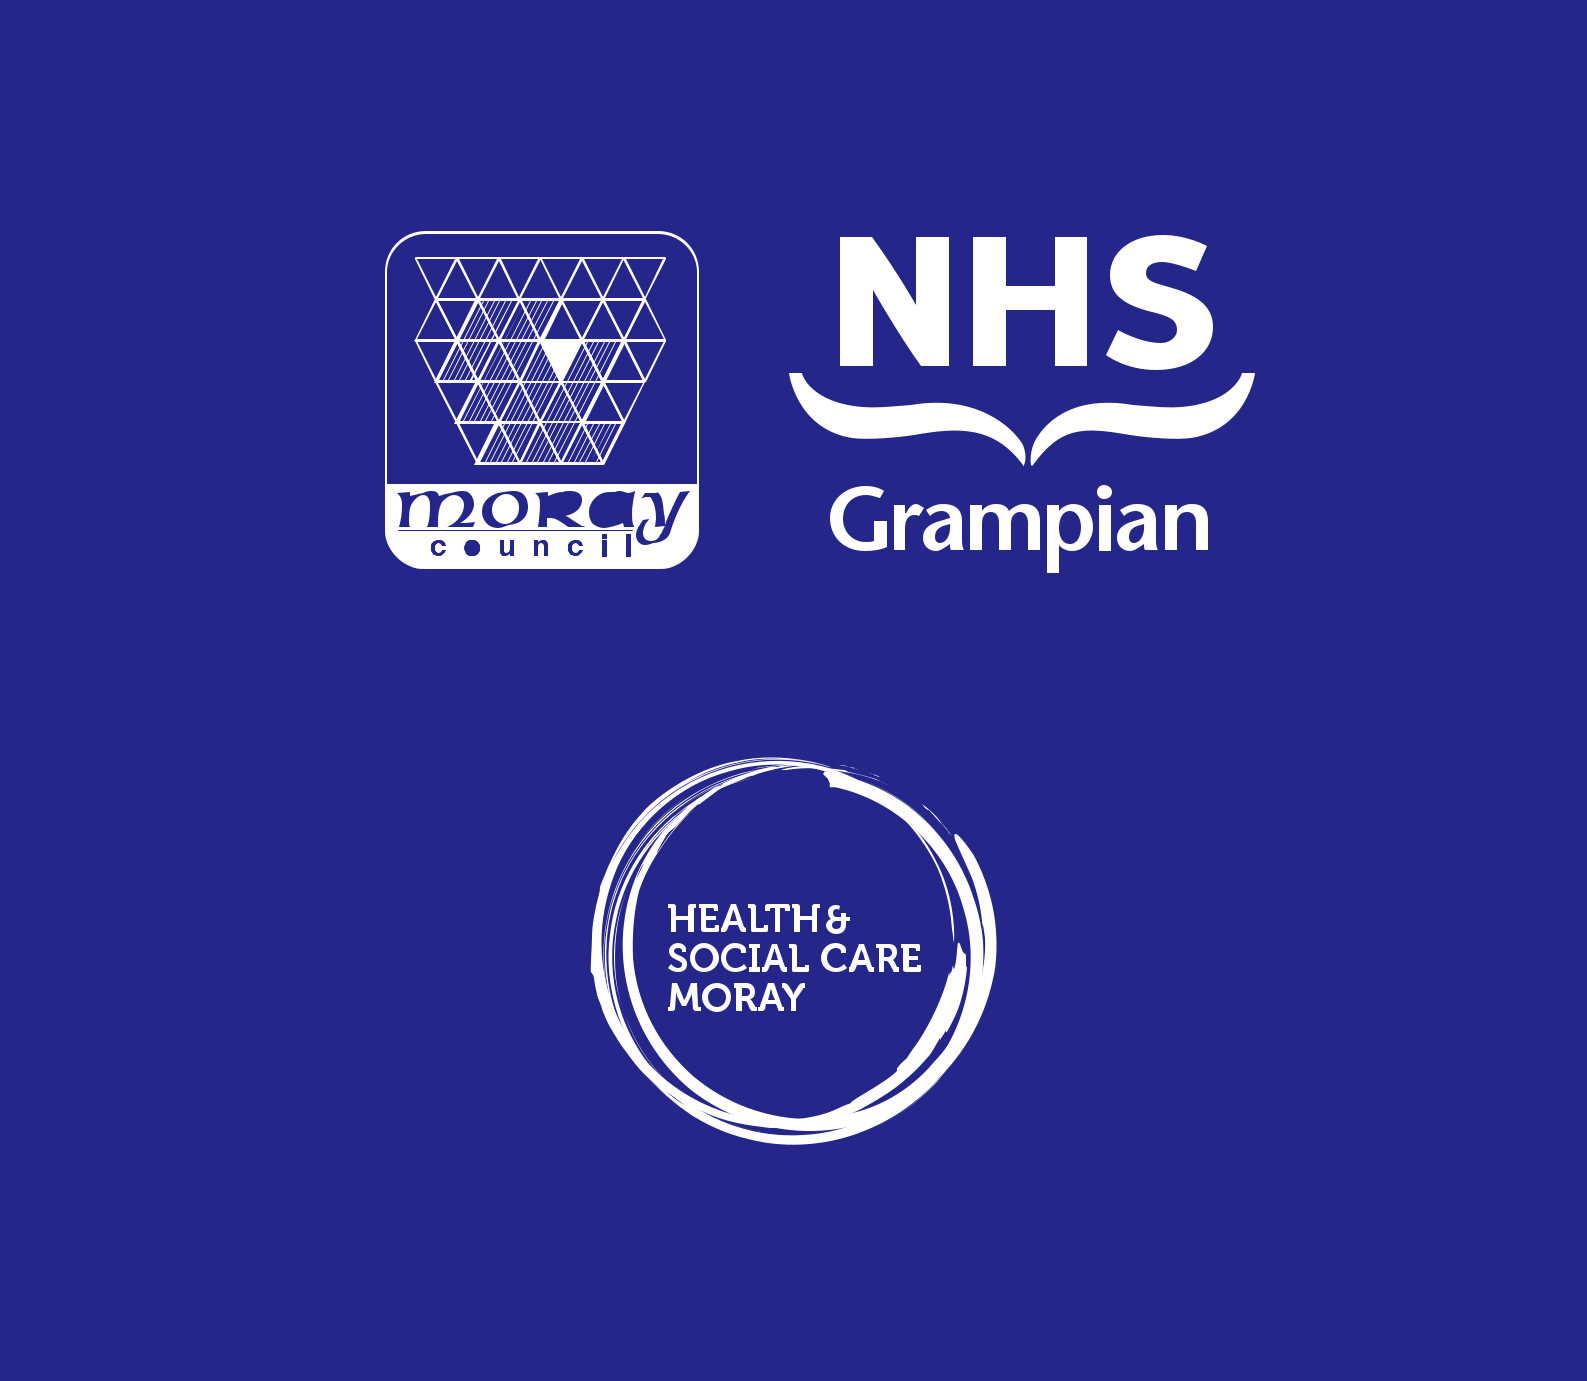 moray
council
NHS
Grampian
HEALTH &
SOCIAL CARE
MORAY